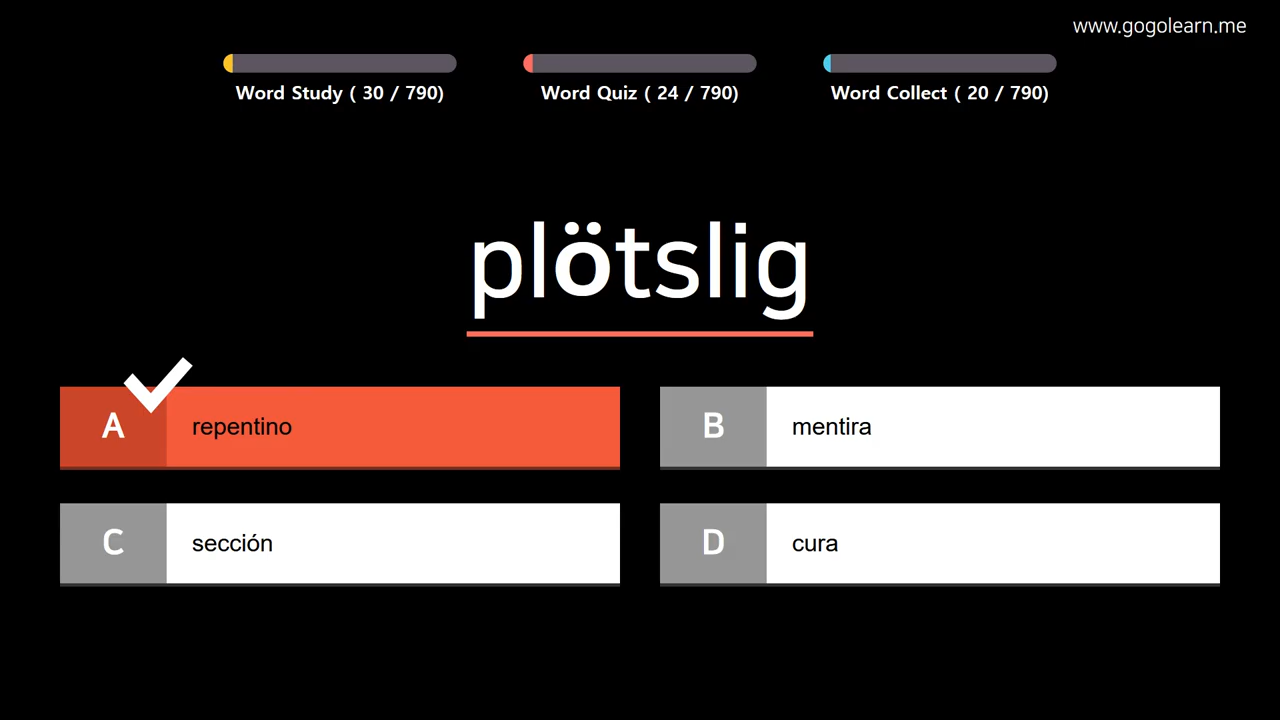 www.gogolearn.me
Word Study ( 30 / 790)
Word Quiz ( 24 / 790)
Word Collect ( 20 / 790)
plötslig
A repentino
B mentira
C sección
D cura